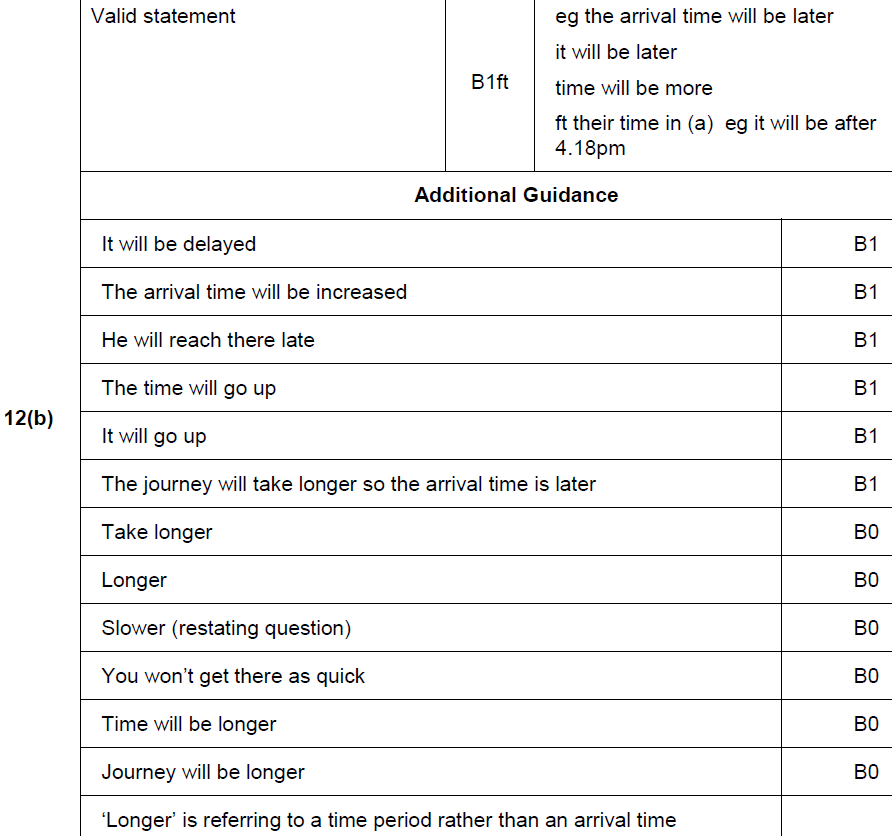 Valid statement
B1ft
eg the arrival time will be later
it will be later
time will be more
ft their time in (a) eg it will be after
4.18pm
Additional Guidance
12(b)
It will be delayed B1
The arrival time will be increased B1
He will reach there late B1
The time will go up B1
It will go up B1
The journey will take longer so the arrival time is later B1
Take longer B0
Longer B0
Slower (restating question) B0
You won’t get there as quick B0
Time will be longer B0
Journey will be longer B0
‘Longer’ is referring to a time period rather than an arrival time